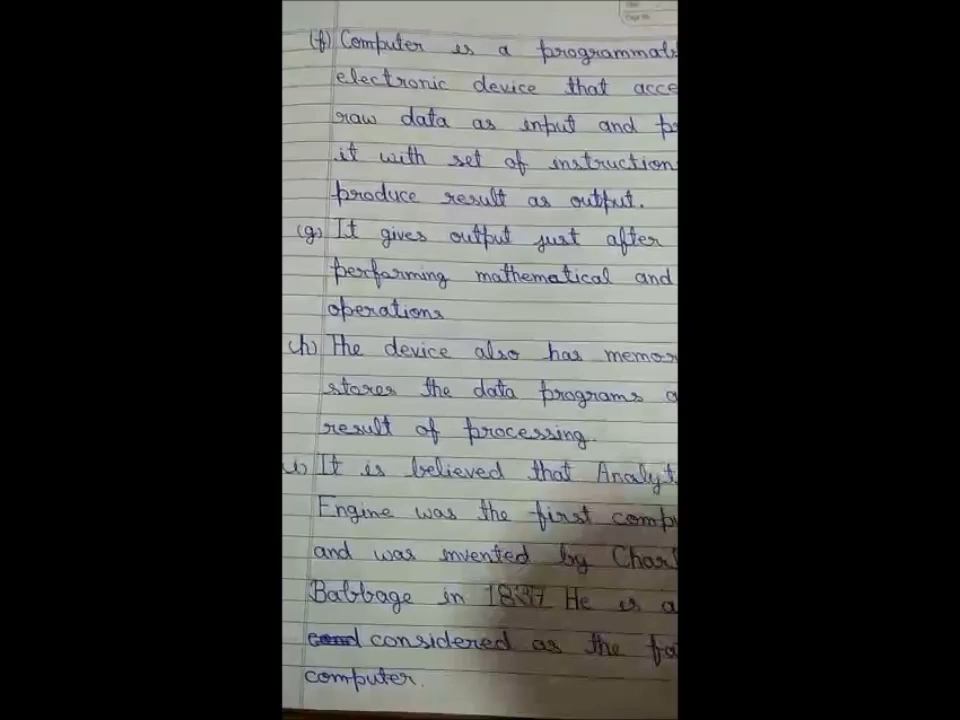 (f) Computer is a programmab
electronic device that acce
raw data as input and pr
it with set of instruction
produce result as output.
(g) It gives output just after
performing mathematical and
operations
(h) The device also has memor
stores the data programs a
result of processing.
(i) It is believed that Analyt
Engine was the first comp
and was invented by Charl
Babbage in 1837 He is a
considered as the fa
computer.